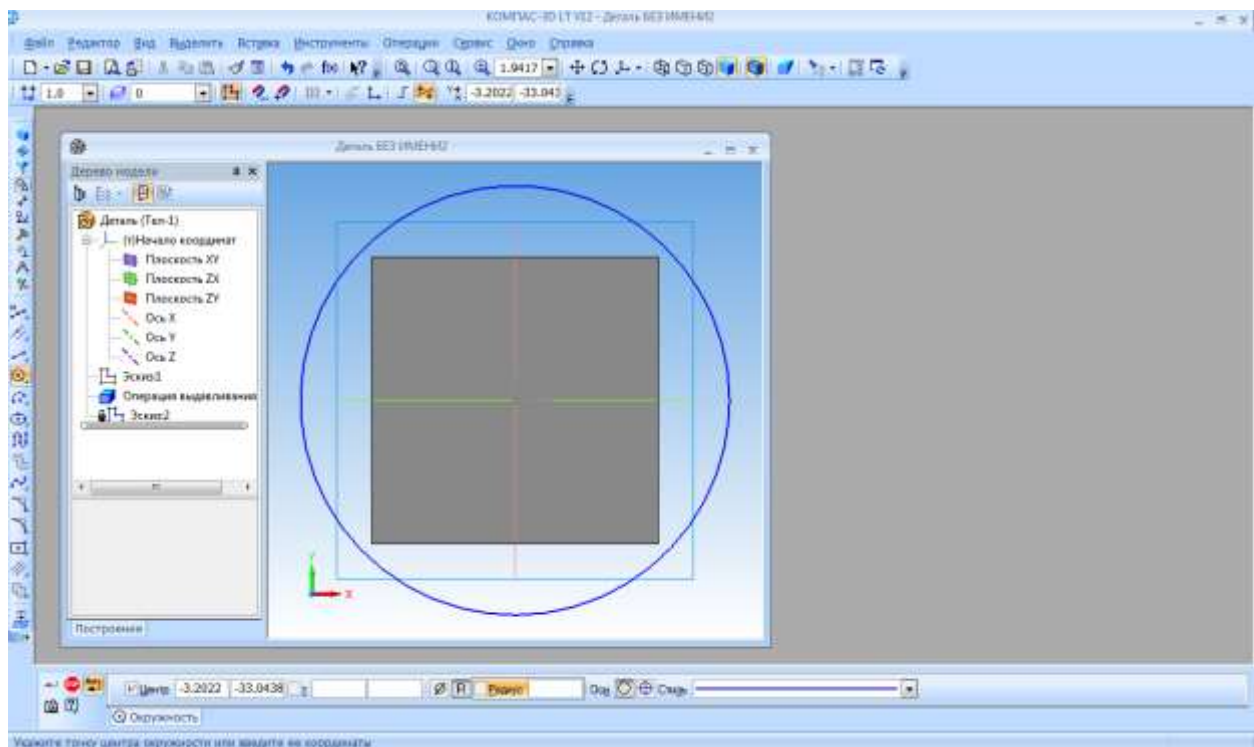 КОМПАС-3D LT V12 - Деталь БЕЗ ИМЕНИ2
Файл Редактор Вид Выделить Вставка Инструменты Операции Сервис Окно Справка
1.9417
1.0 0 -3.2022 -33.043
Деталь БЕЗ ИМЕНИ2
Дерево модели
Деталь (Тел-1)
(т)Начало координат
Плоскость XY
Плоскость ZX
Плоскость ZY
Ось X
Ось Y
Ось Z
Эскиз1
Операция выдавливания
Эскиз2
Y
X
Построение
Центр -3.2022 -33.0438 Радиус Оси Стиль
Окружность
Укажите точку центра окружности или введите ее координаты